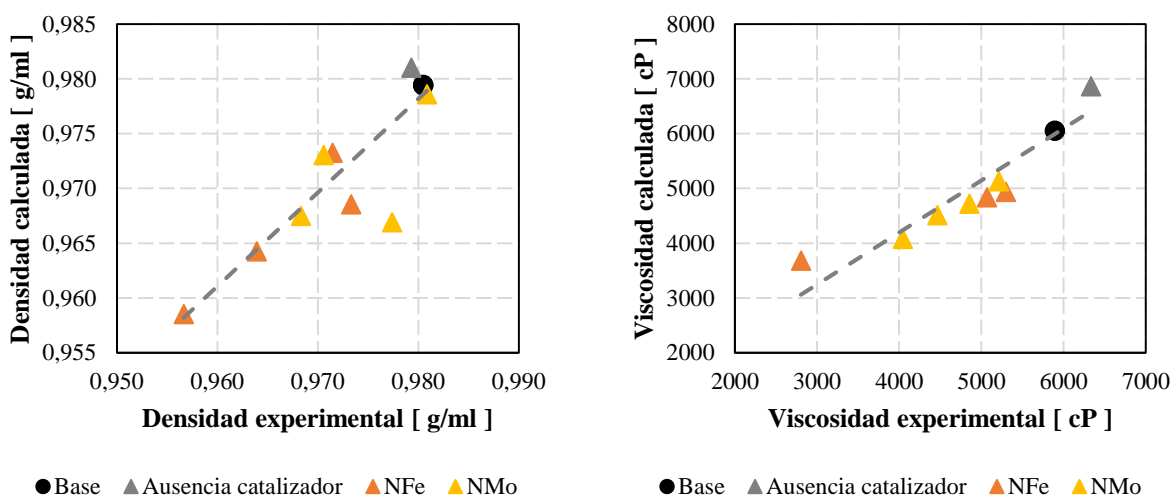 Densidad calculada [ g/ml ]
0,985
0,980
0,975
0,970
0,965
0,960
0,955
0,950 0,960 0,970 0,980 0,990
Densidad experimental [ g/ml ]
Base Ausencia catalizador NFe NMo
Viscosidad calculada [ cP ]
8000
7000
6000
5000
4000
3000
2000
2000 3000 4000 5000 6000 7000
Viscosidad experimental [ cP ]
Base Ausencia catalizador NFe NMo